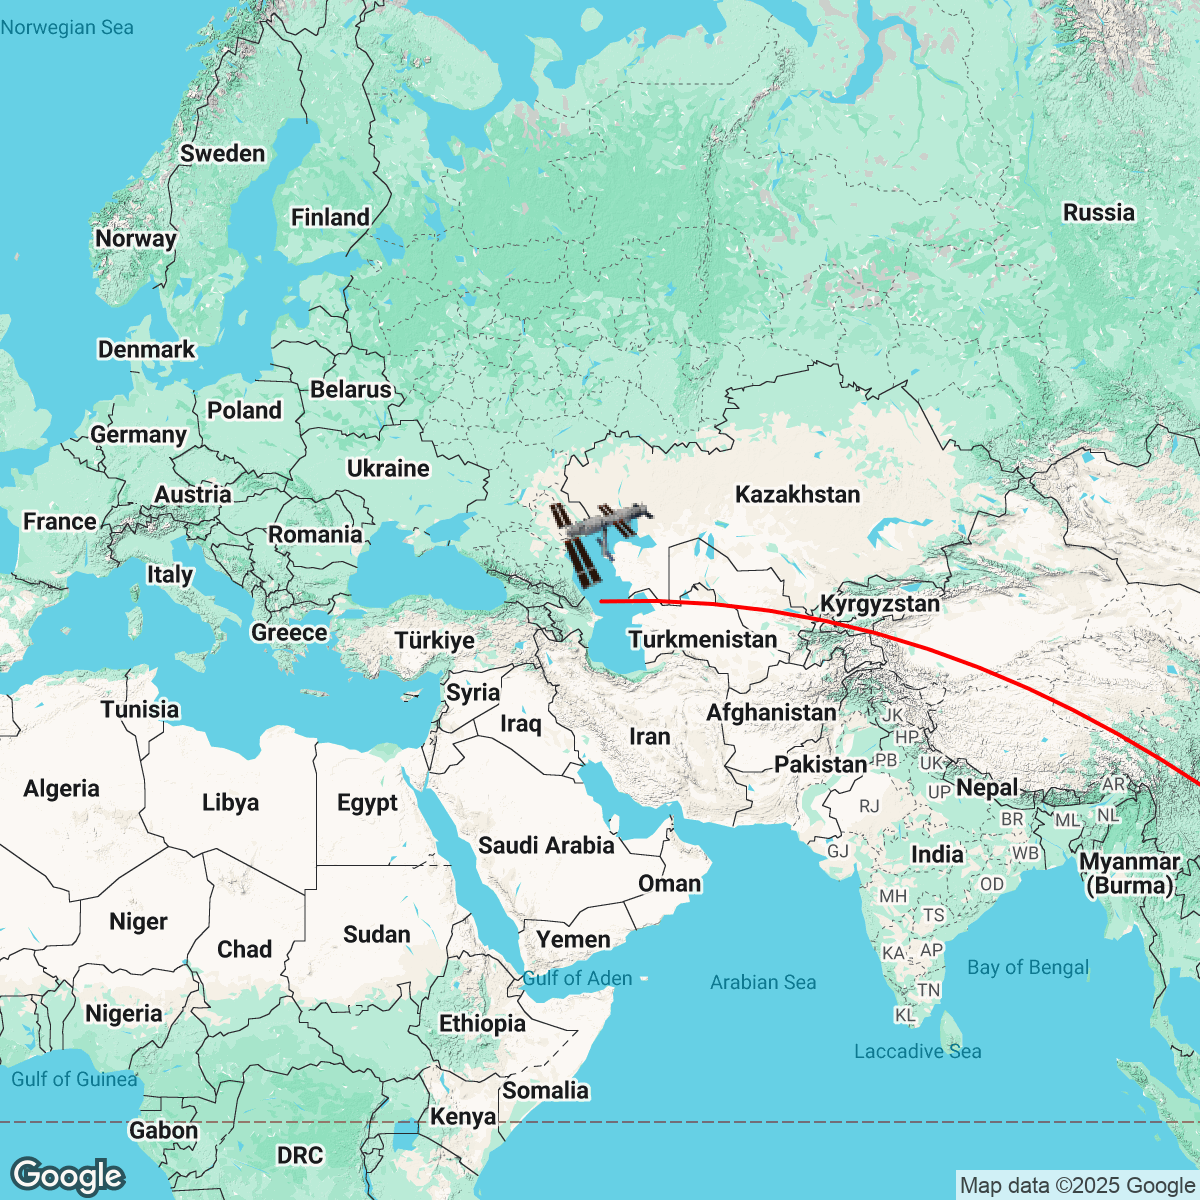 Norwegian Sea
Sweden
Russia
Finland
Norway
Denmark
Belarus
Poland
Germany
Ukraine
Kazakhstan
Austria
France
Romania
Italy
Kyrgyzstan
Greece
Türkiye
Turkmenistan
Syria
Tunisia
Afghanistan
JK
Iraq
Iran
HP
Pakistan
PB
UK
Algeria
Nepal
AR
UP
Libya
Egypt
RJ
BR
ML
NL
Saudi Arabia
GJ
India
WB
Myanmar
(Burma)
Oman
OD
MH
Niger
TS
Sudan
Yemen
Chad
KA
AP
Bay of Bengal
Gulf of Aden
Arabian Sea
TN
Nigeria
KL
Ethiopia
Laccadive Sea
Gulf of Guinea
Somalia
Kenya
Gabon
DRC
Google
Map data ©2025 Google